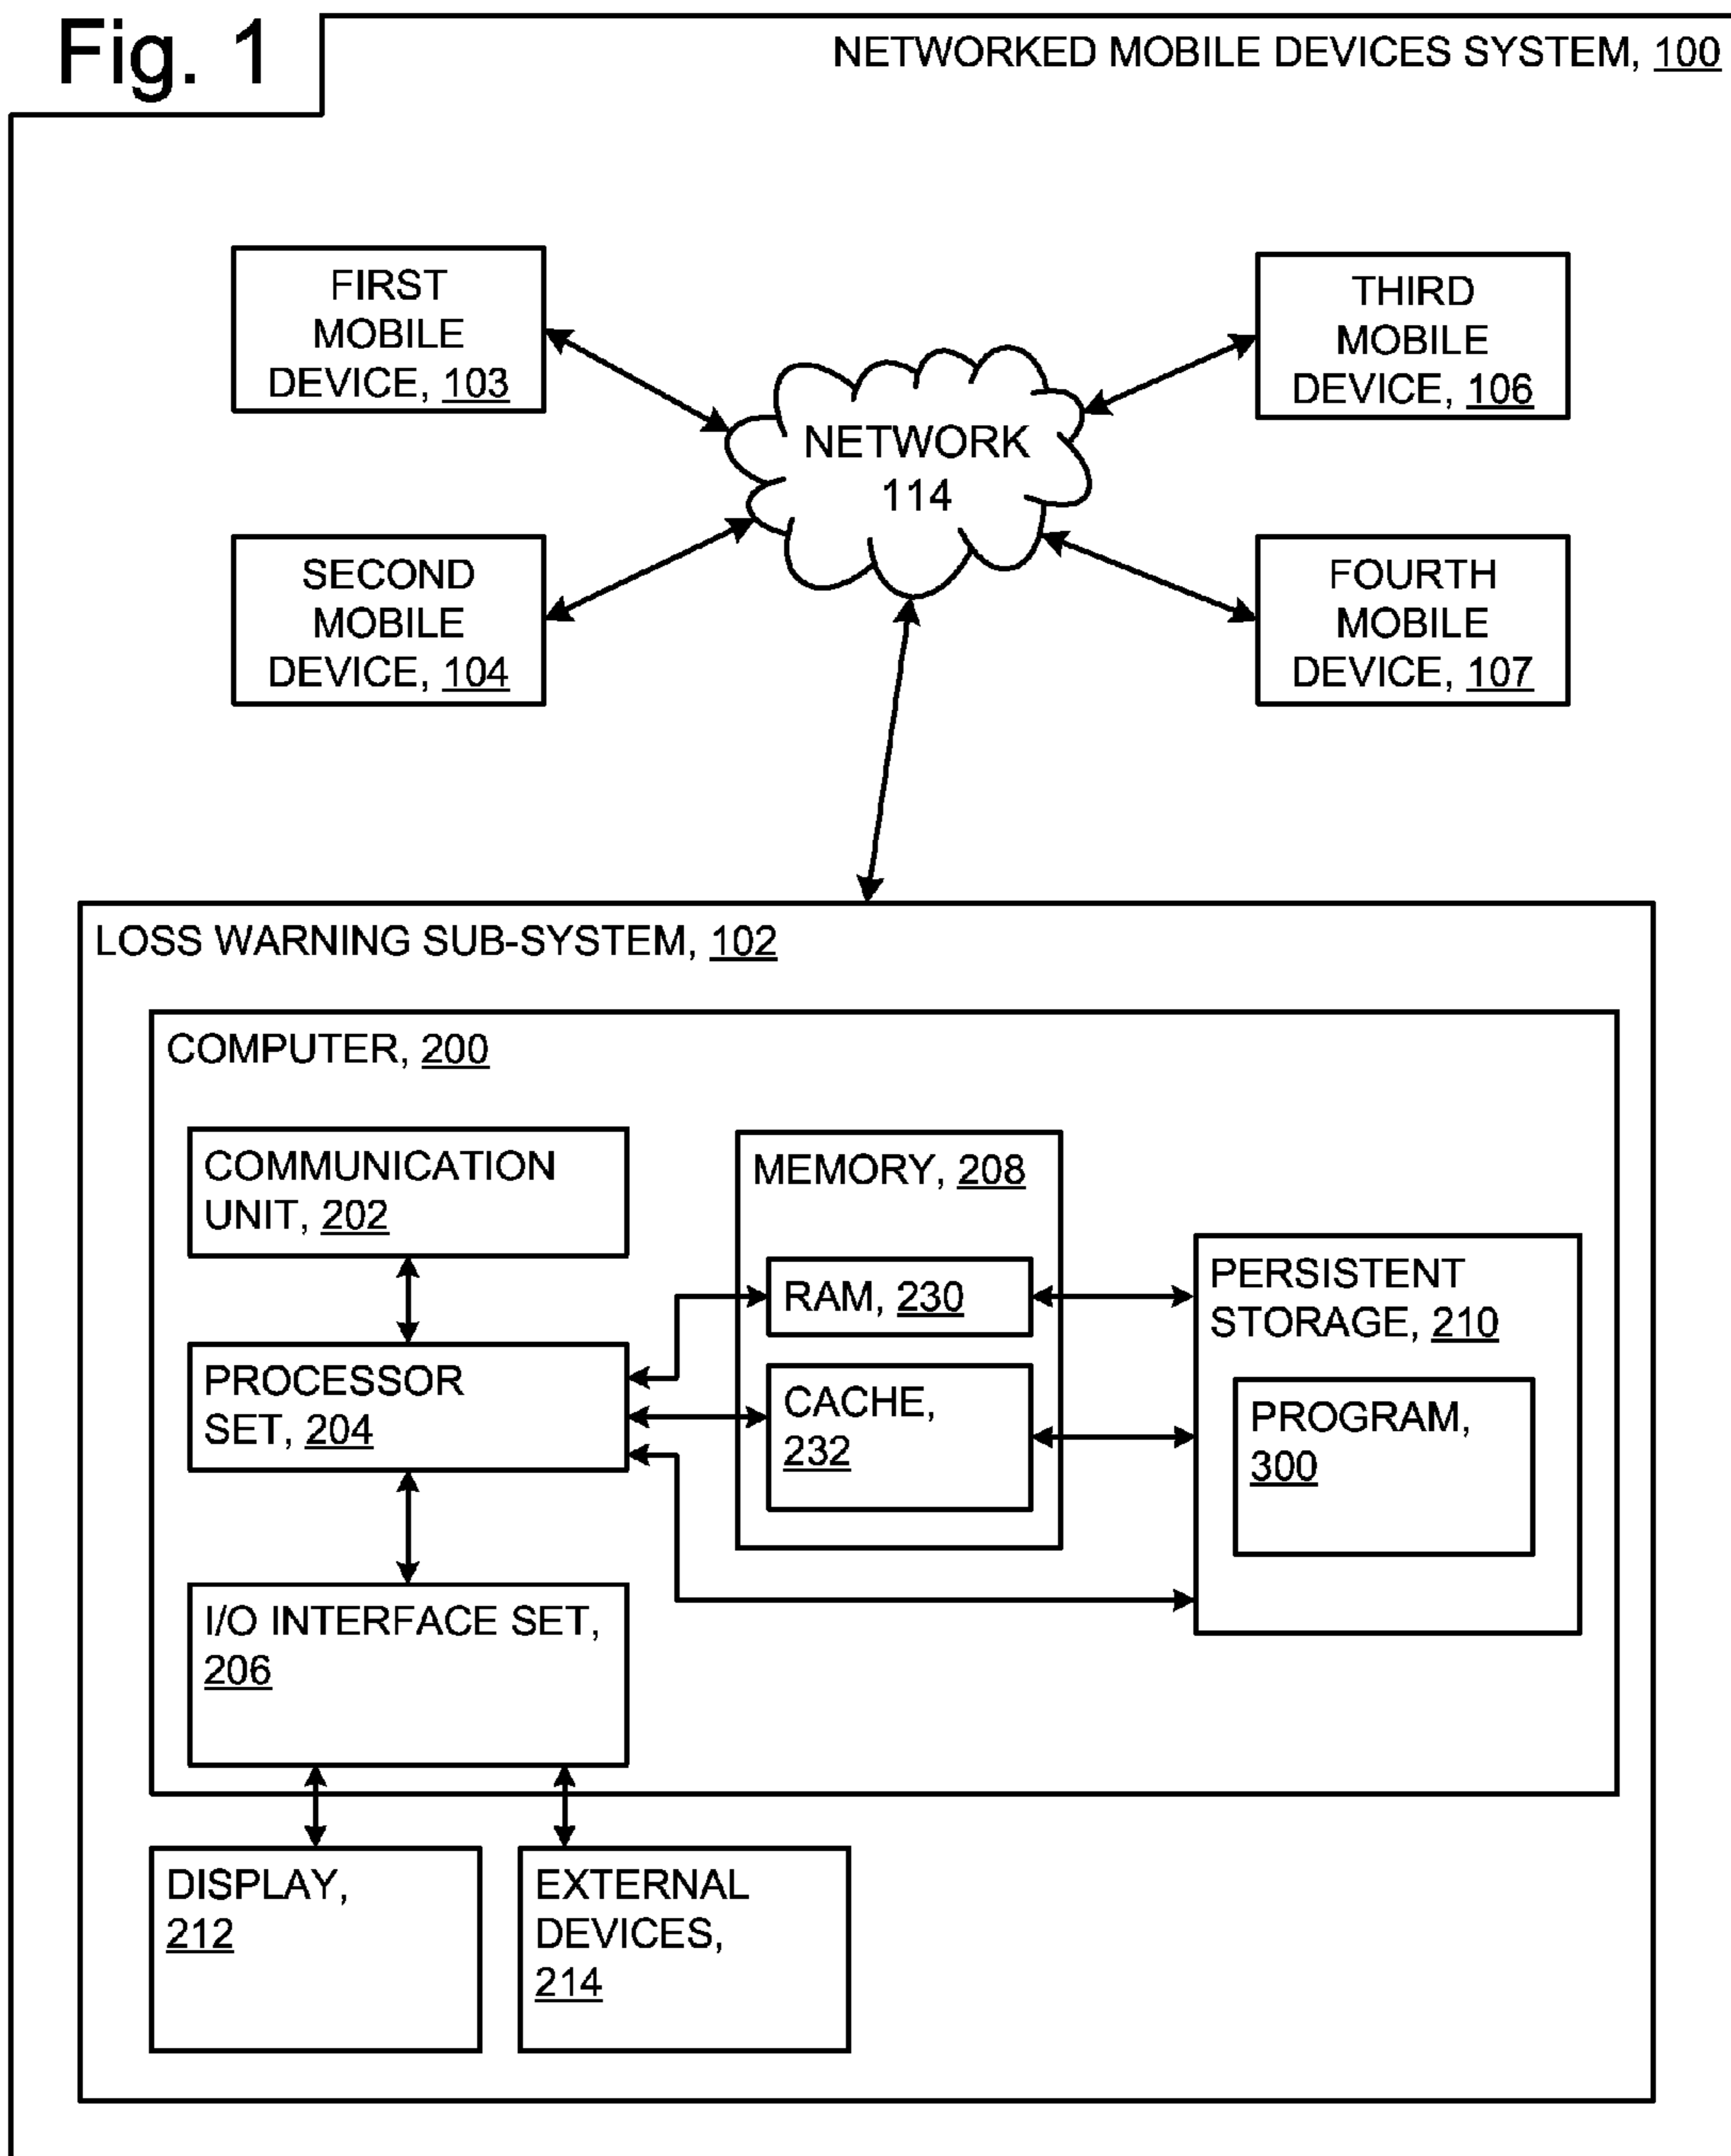 Fig. 1
NETWORKED MOBILE DEVICES SYSTEM, 100
FIRST
MOBILE
DEVICE, 103
THIRD
MOBILE
DEVICE, 106
NETWORK
114
SECOND
MOBILE
DEVICE, 104
FOURTH
MOBILE
DEVICE, 107
LOSS WARNING SUB-SYSTEM, 102
COMPUTER, 200
COMMUNICATION
UNIT, 202
MEMORY, 208
RAM, 230
PERSISTENT
STORAGE, 210
PROCESSOR
SET, 204
CACHE,
232
PROGRAM,
300
I/O INTERFACE SET,
206
DISPLAY,
212
EXTERNAL
DEVICES,
214